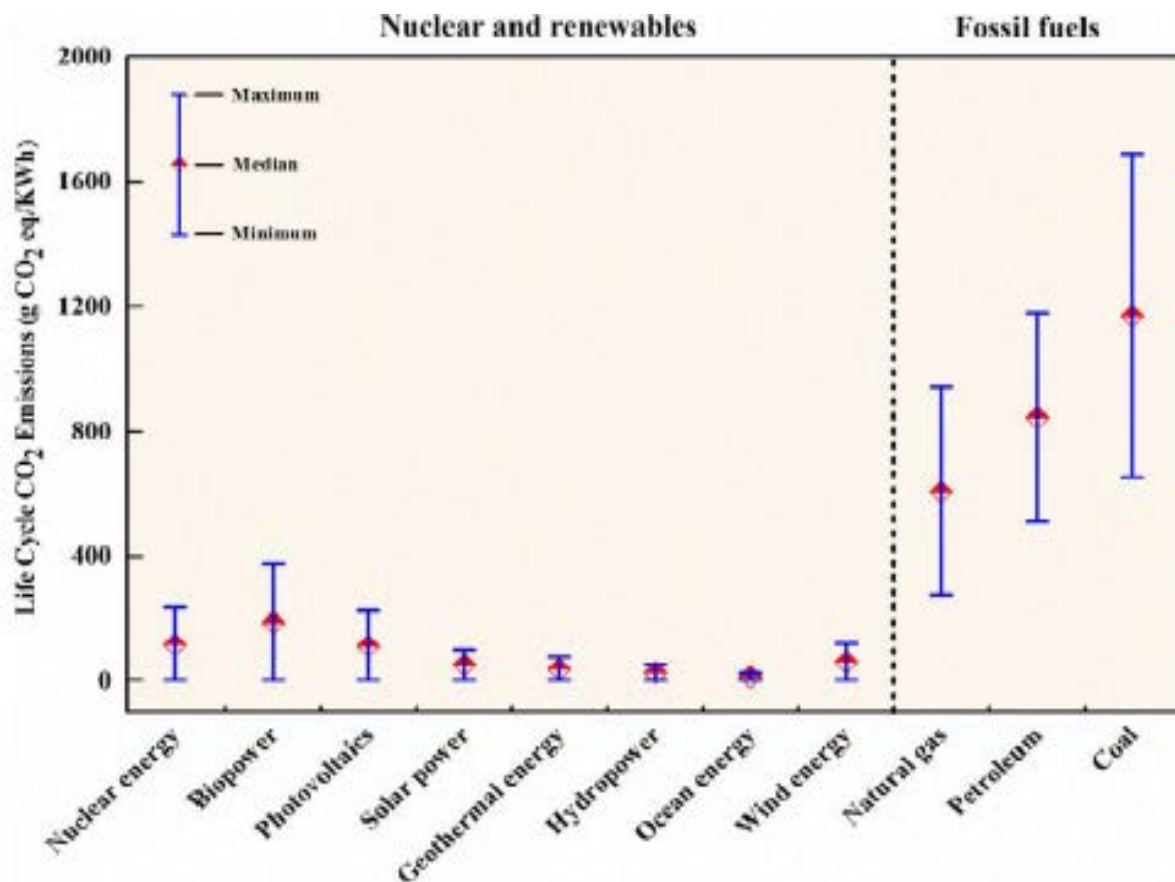 Nuclear and renewables
Fossil fuels
Life Cycle CO₂ Emissions (g CO₂ eq/KWh)
2000
1600
1200
800
400
0
Maximum
Median
Minimum
Nuclear energy
Biopower
Photovoltaics
Solar power
Geothermal energy
Hydropower
Ocean energy
Wind energy
Natural gas
Petroleum
Coal